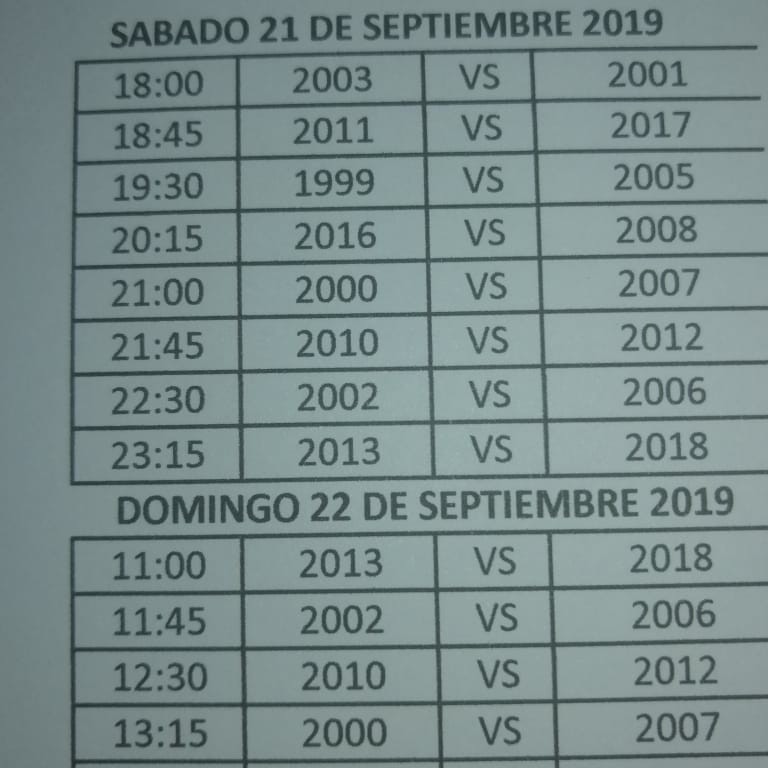 SABADO 21 DE SEPTIEMBRE 2019
18:00 2003 VS 2001
18:45 2011 VS 2017
19:30 1999 VS 2005
20:15 2016 VS 2008
21:00 2000 VS 2007
21:45 2010 VS 2012
22:30 2002 VS 2006
23:15 2013 VS 2018
DOMINGO 22 DE SEPTIEMBRE 2019
11:00 2013 VS 2018
11:45 2002 VS 2006
12:30 2010 VS 2012
13:15 2000 VS 2007